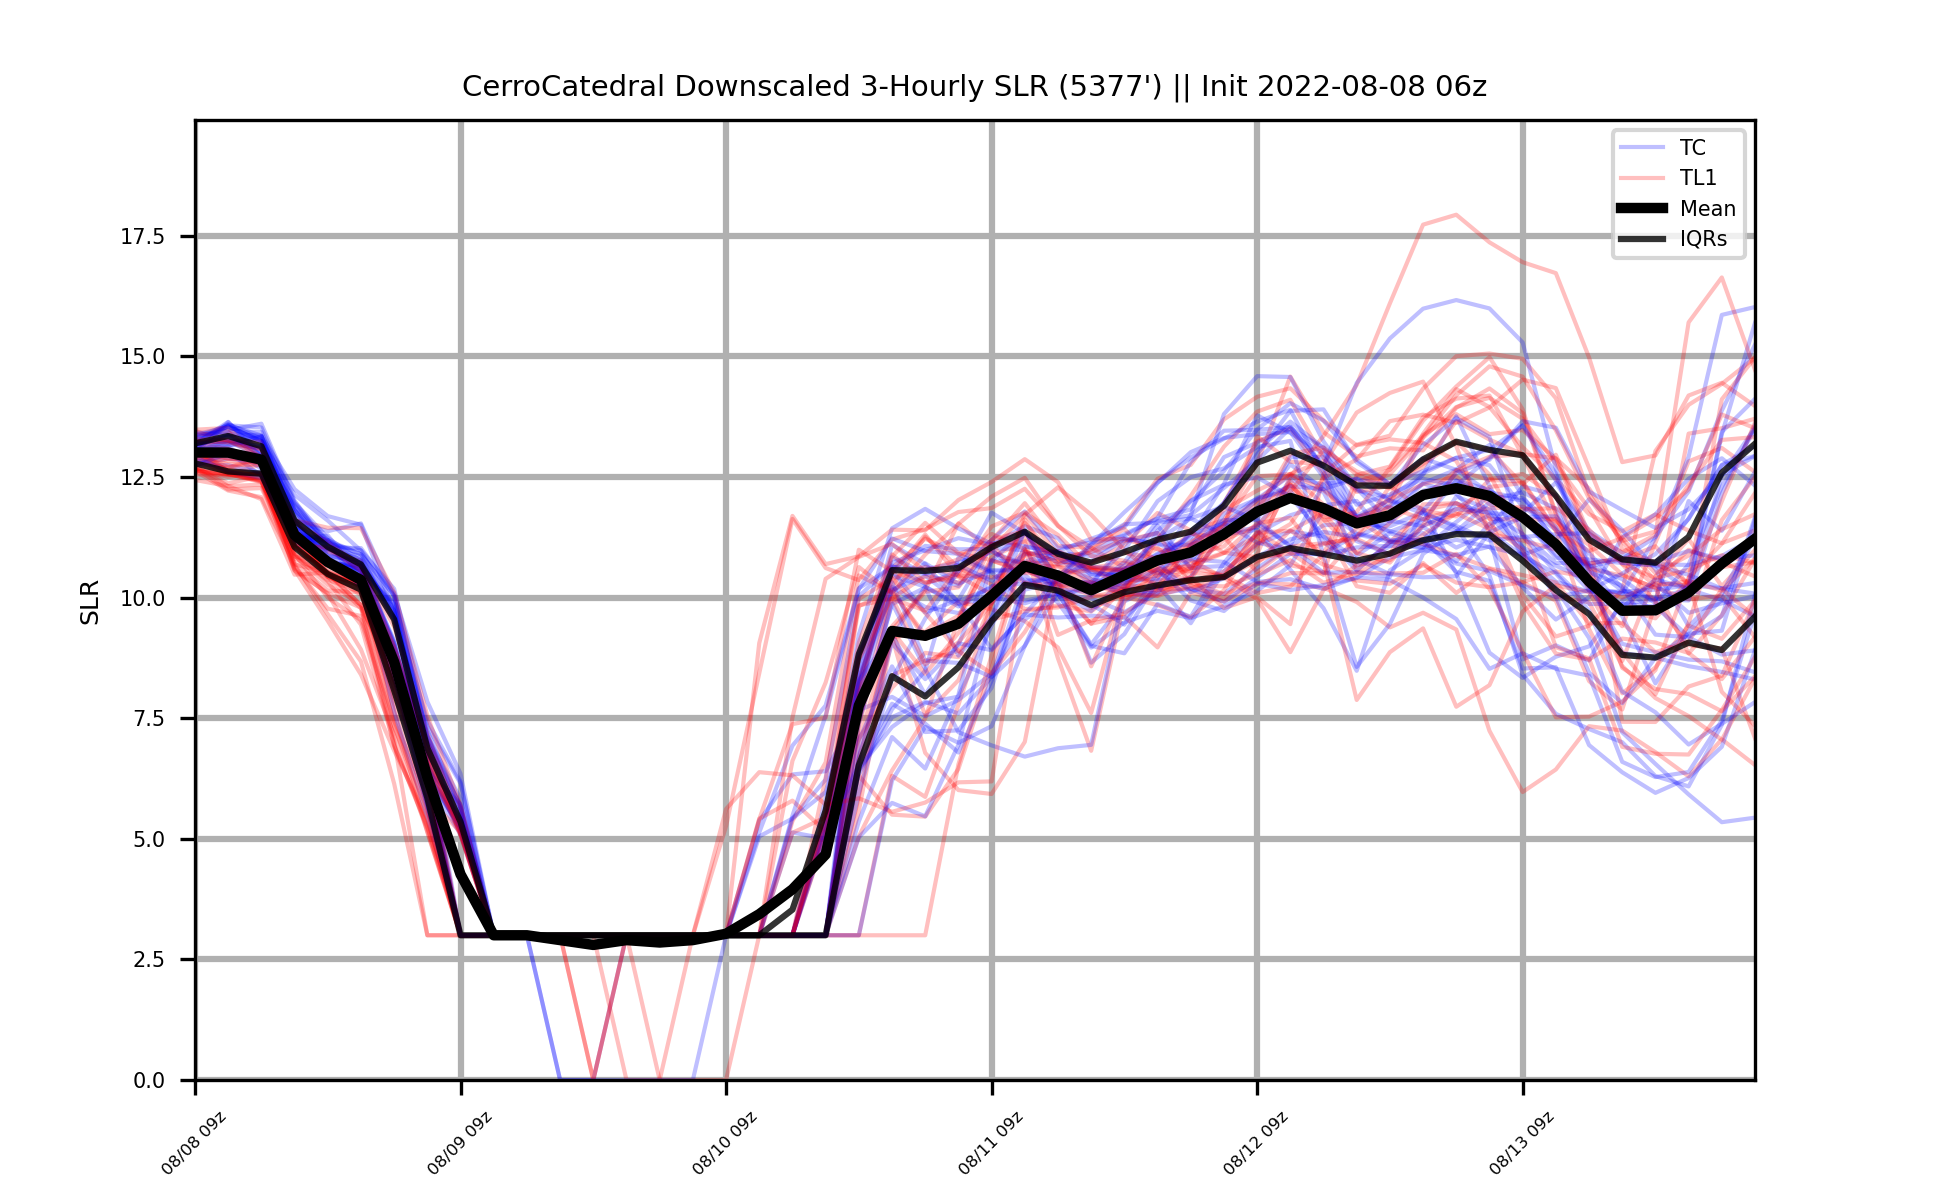 CerroCatedral Downscaled 3-Hourly SLR (5377') || Init 2022-08-08 06z
TC
TL1
Mean
IQRs
SLR
17.5
15.0
12.5
10.0
7.5
5.0
2.5
0.0
08/08 09z
08/09 09z
08/10 09z
08/11 09z
08/12 09z
08/13 09z